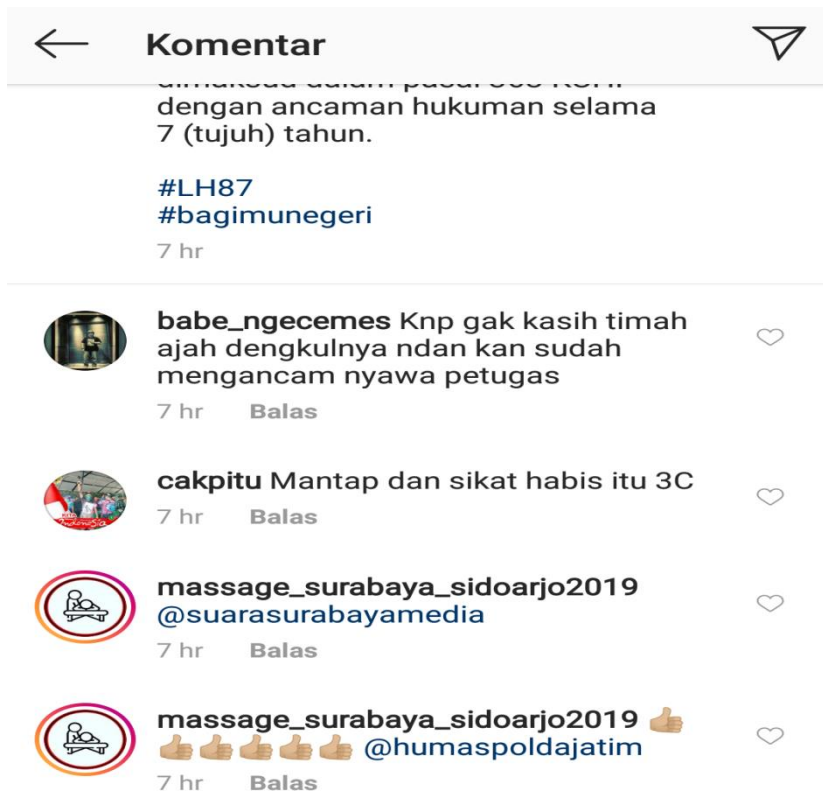 Komentar
dengan ancaman hukuman selama
7 (tujuh) tahun.
#LH87
#bagimunegeri
7 hr
babe_ngecemes Knp gak kasih timah
ajah dengkulnya ndan kan sudah
mengancam nyawa petugas
7 hr Balas
cakpitu Mantap dan sikat habis itu 3C
7 hr Balas
massage_surabaya_sidoarjo2019
@suarasurabayamedia
7 hr Balas
massage_surabaya_sidoarjo2019 👍🏼
👍🏼👍🏼👍🏼👍🏼👍🏼 @humaspoldajatim
7 hr Balas